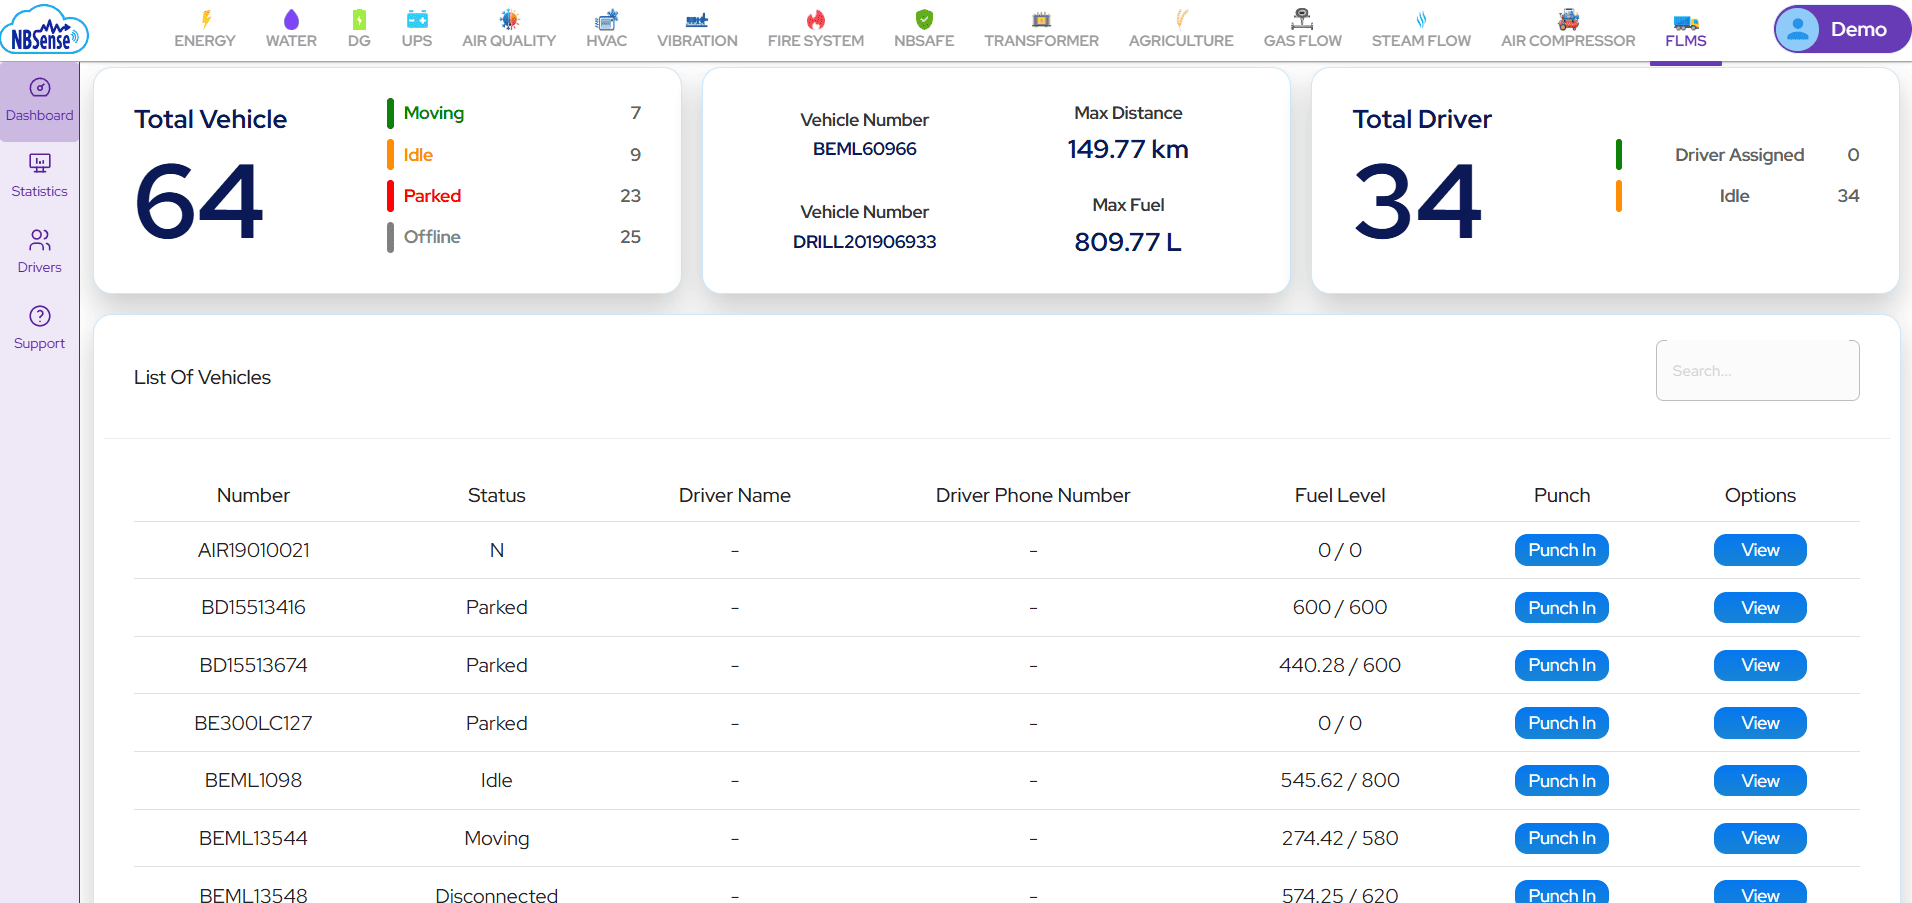 NBSense
ENERGY WATER DG UPS AIR QUALITY HVAC VIBRATION FIRE SYSTEM NBSAFE TRANSFORMER AGRICULTURE GAS FLOW STEAM FLOW AIR COMPRESSOR FLMS
Demo
Dashboard
Statistics
Drivers
Support
Total Vehicle
64
Moving 7
Idle 9
Parked 23
Offline 25
Vehicle Number Max Distance
BEML60966 149.77 km
Vehicle Number Max Fuel
DRILL201906933 809.77 L
Total Driver
34
Driver Assigned 0
Idle 34
List Of Vehicles
Search...
Number Status Driver Name Driver Phone Number Fuel Level Punch Options
AIR19010021 N - - 0 / 0 Punch In View
BD15513416 Parked - - 600 / 600 Punch In View
BD15513674 Parked - - 440.28 / 600 Punch In View
BE300LC127 Parked - - 0 / 0 Punch In View
BEML1098 Idle - - 545.62 / 800 Punch In View
BEML13544 Moving - - 274.42 / 580 Punch In View
BEML13548 Disconnected - - 574.25 / 620 Punch In View